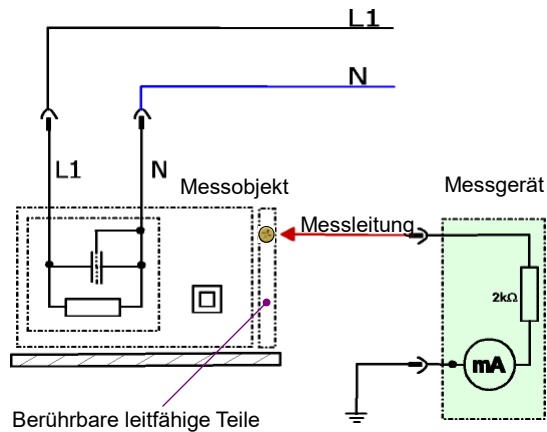 L1
N
L1
N
Messobjekt
Messgerät
Messleitung
2kΩ
mA
Berührbare leitfähige Teile